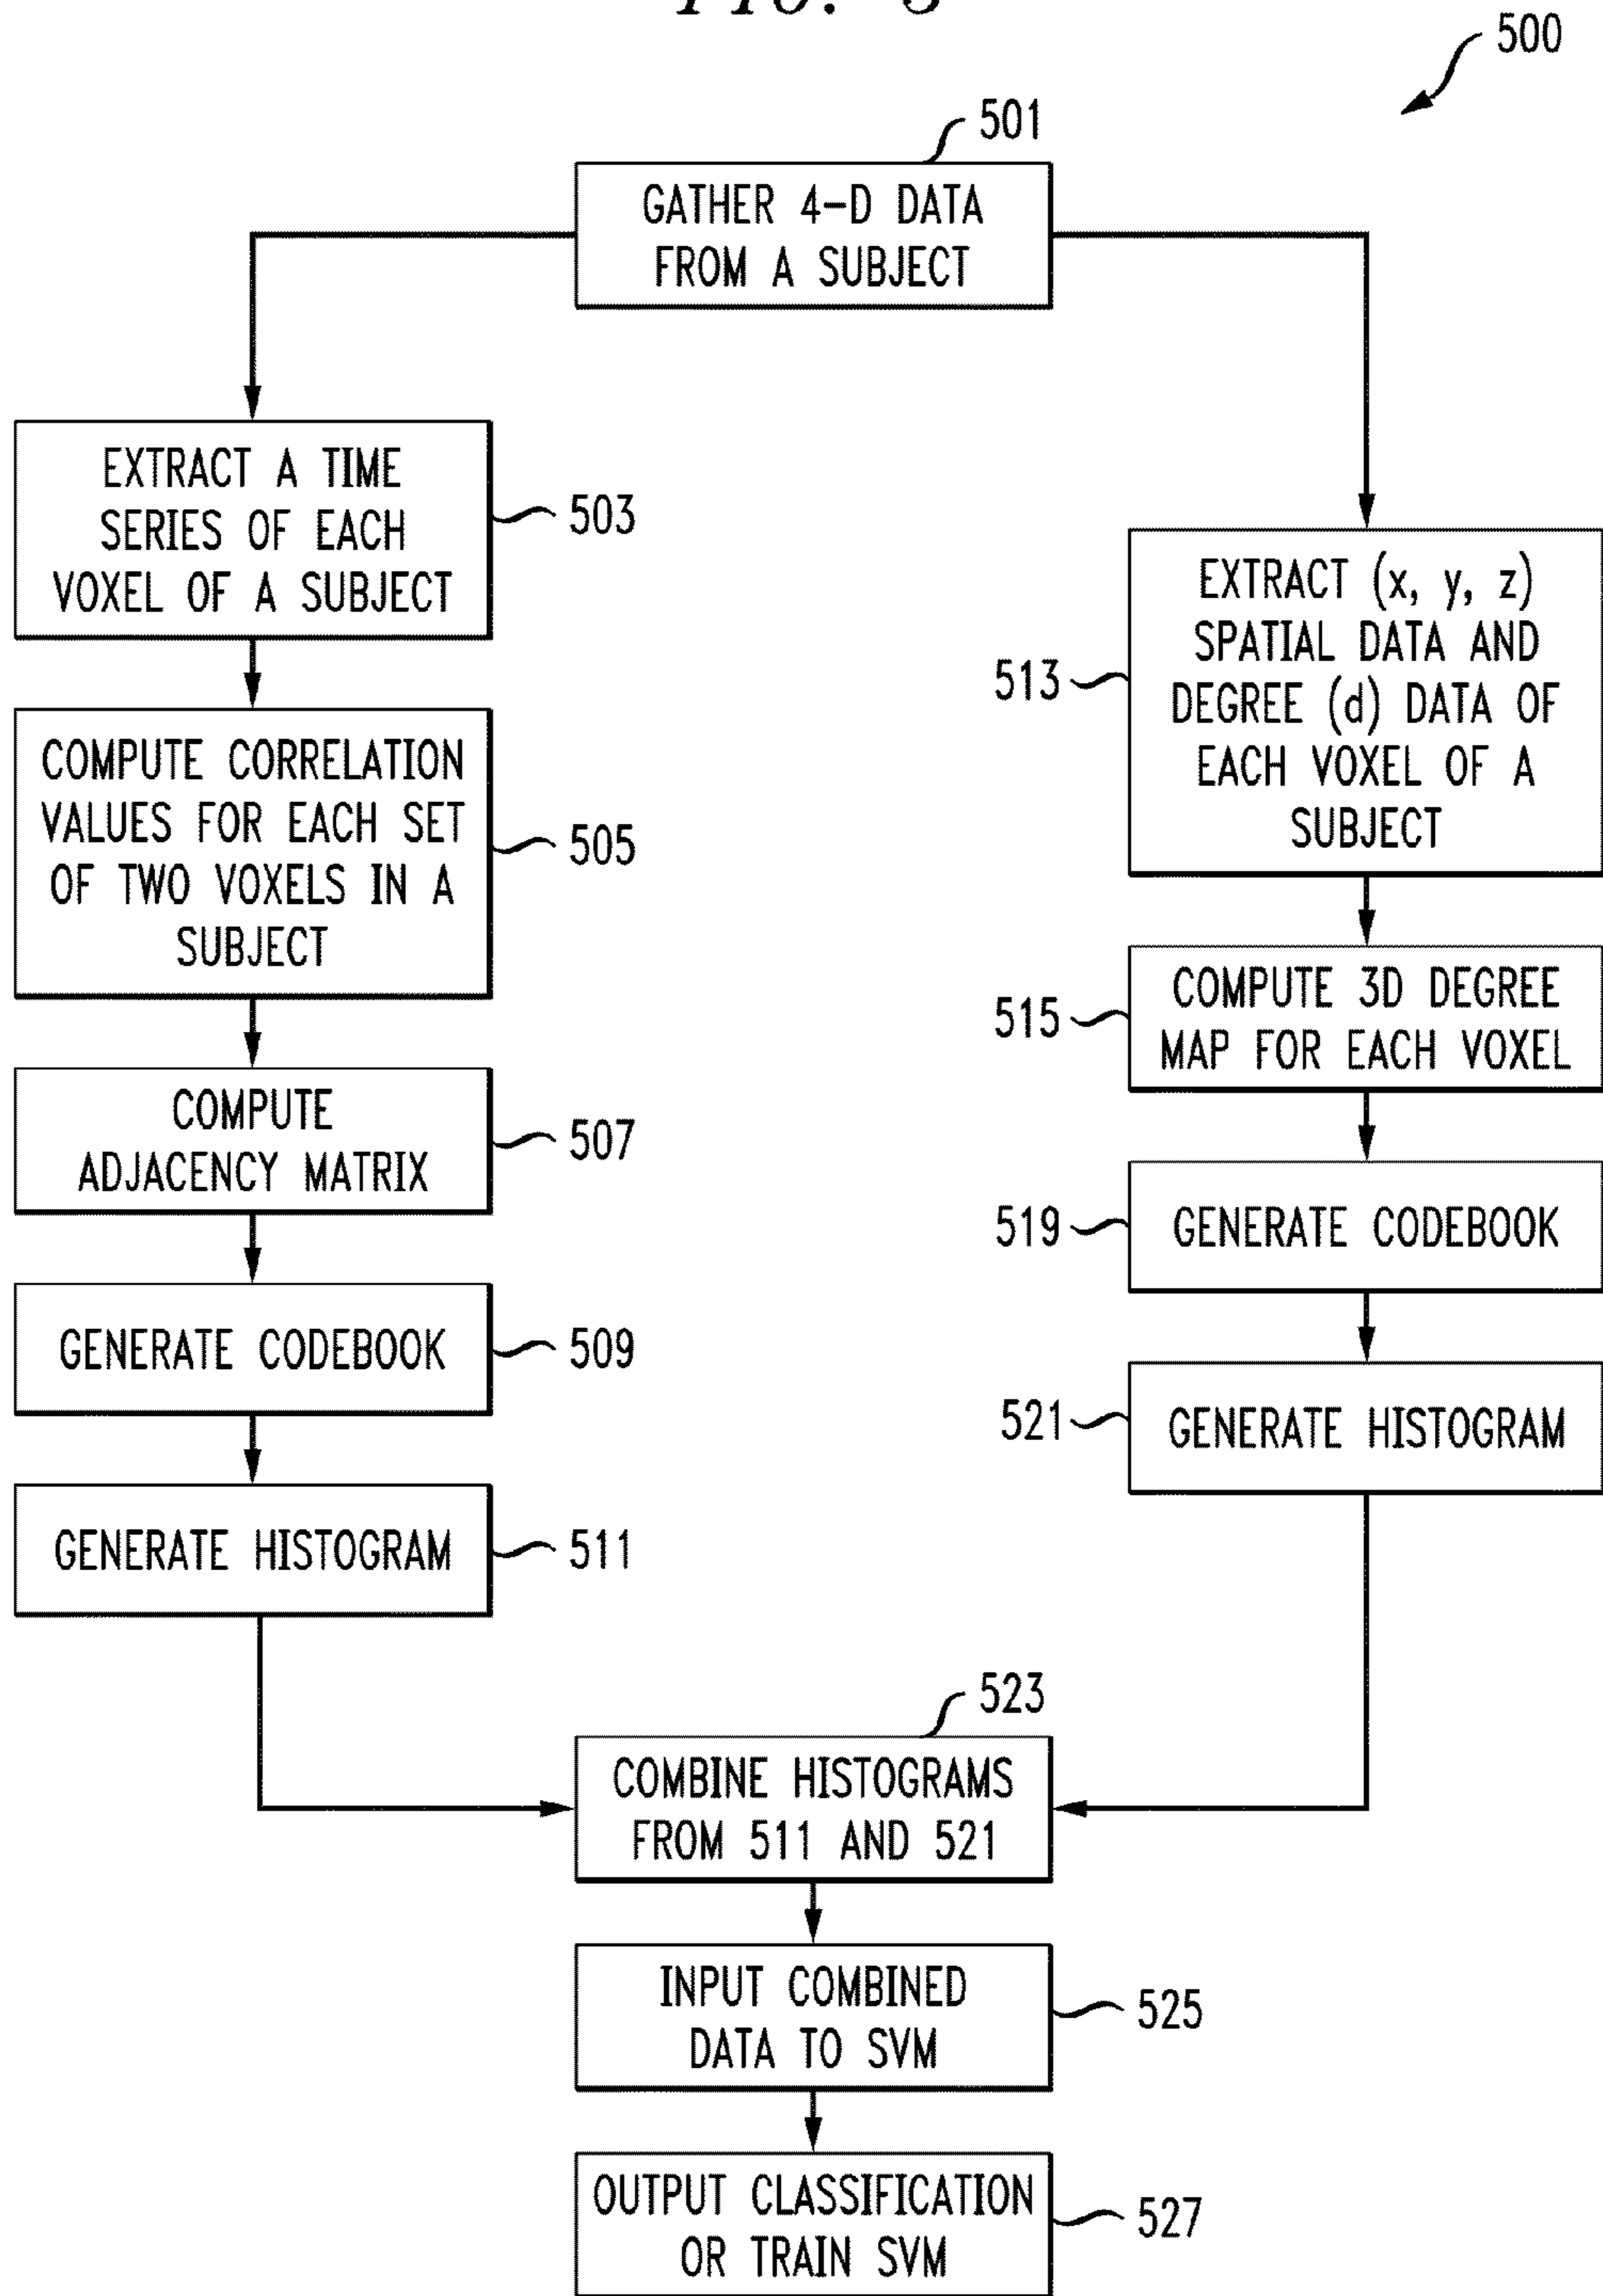 500
501
GATHER 4-D DATA
FROM A SUBJECT
EXTRACT A TIME
SERIES OF EACH
VOXEL OF A SUBJECT
503
COMPUTE CORRELATION
VALUES FOR EACH SET
OF TWO VOXELS IN A
SUBJECT
505
COMPUTE
ADJACENCY MATRIX
507
GENERATE CODEBOOK
509
GENERATE HISTOGRAM
511
EXTRACT (x, y, z)
SPATIAL DATA AND
DEGREE (d) DATA OF
EACH VOXEL OF A
SUBJECT
513
COMPUTE 3D DEGREE
MAP FOR EACH VOXEL
515
GENERATE CODEBOOK
519
GENERATE HISTOGRAM
521
523
COMBINE HISTOGRAMS
FROM 511 AND 521
INPUT COMBINED
DATA TO SVM
525
OUTPUT CLASSIFICATION
OR TRAIN SVM
527